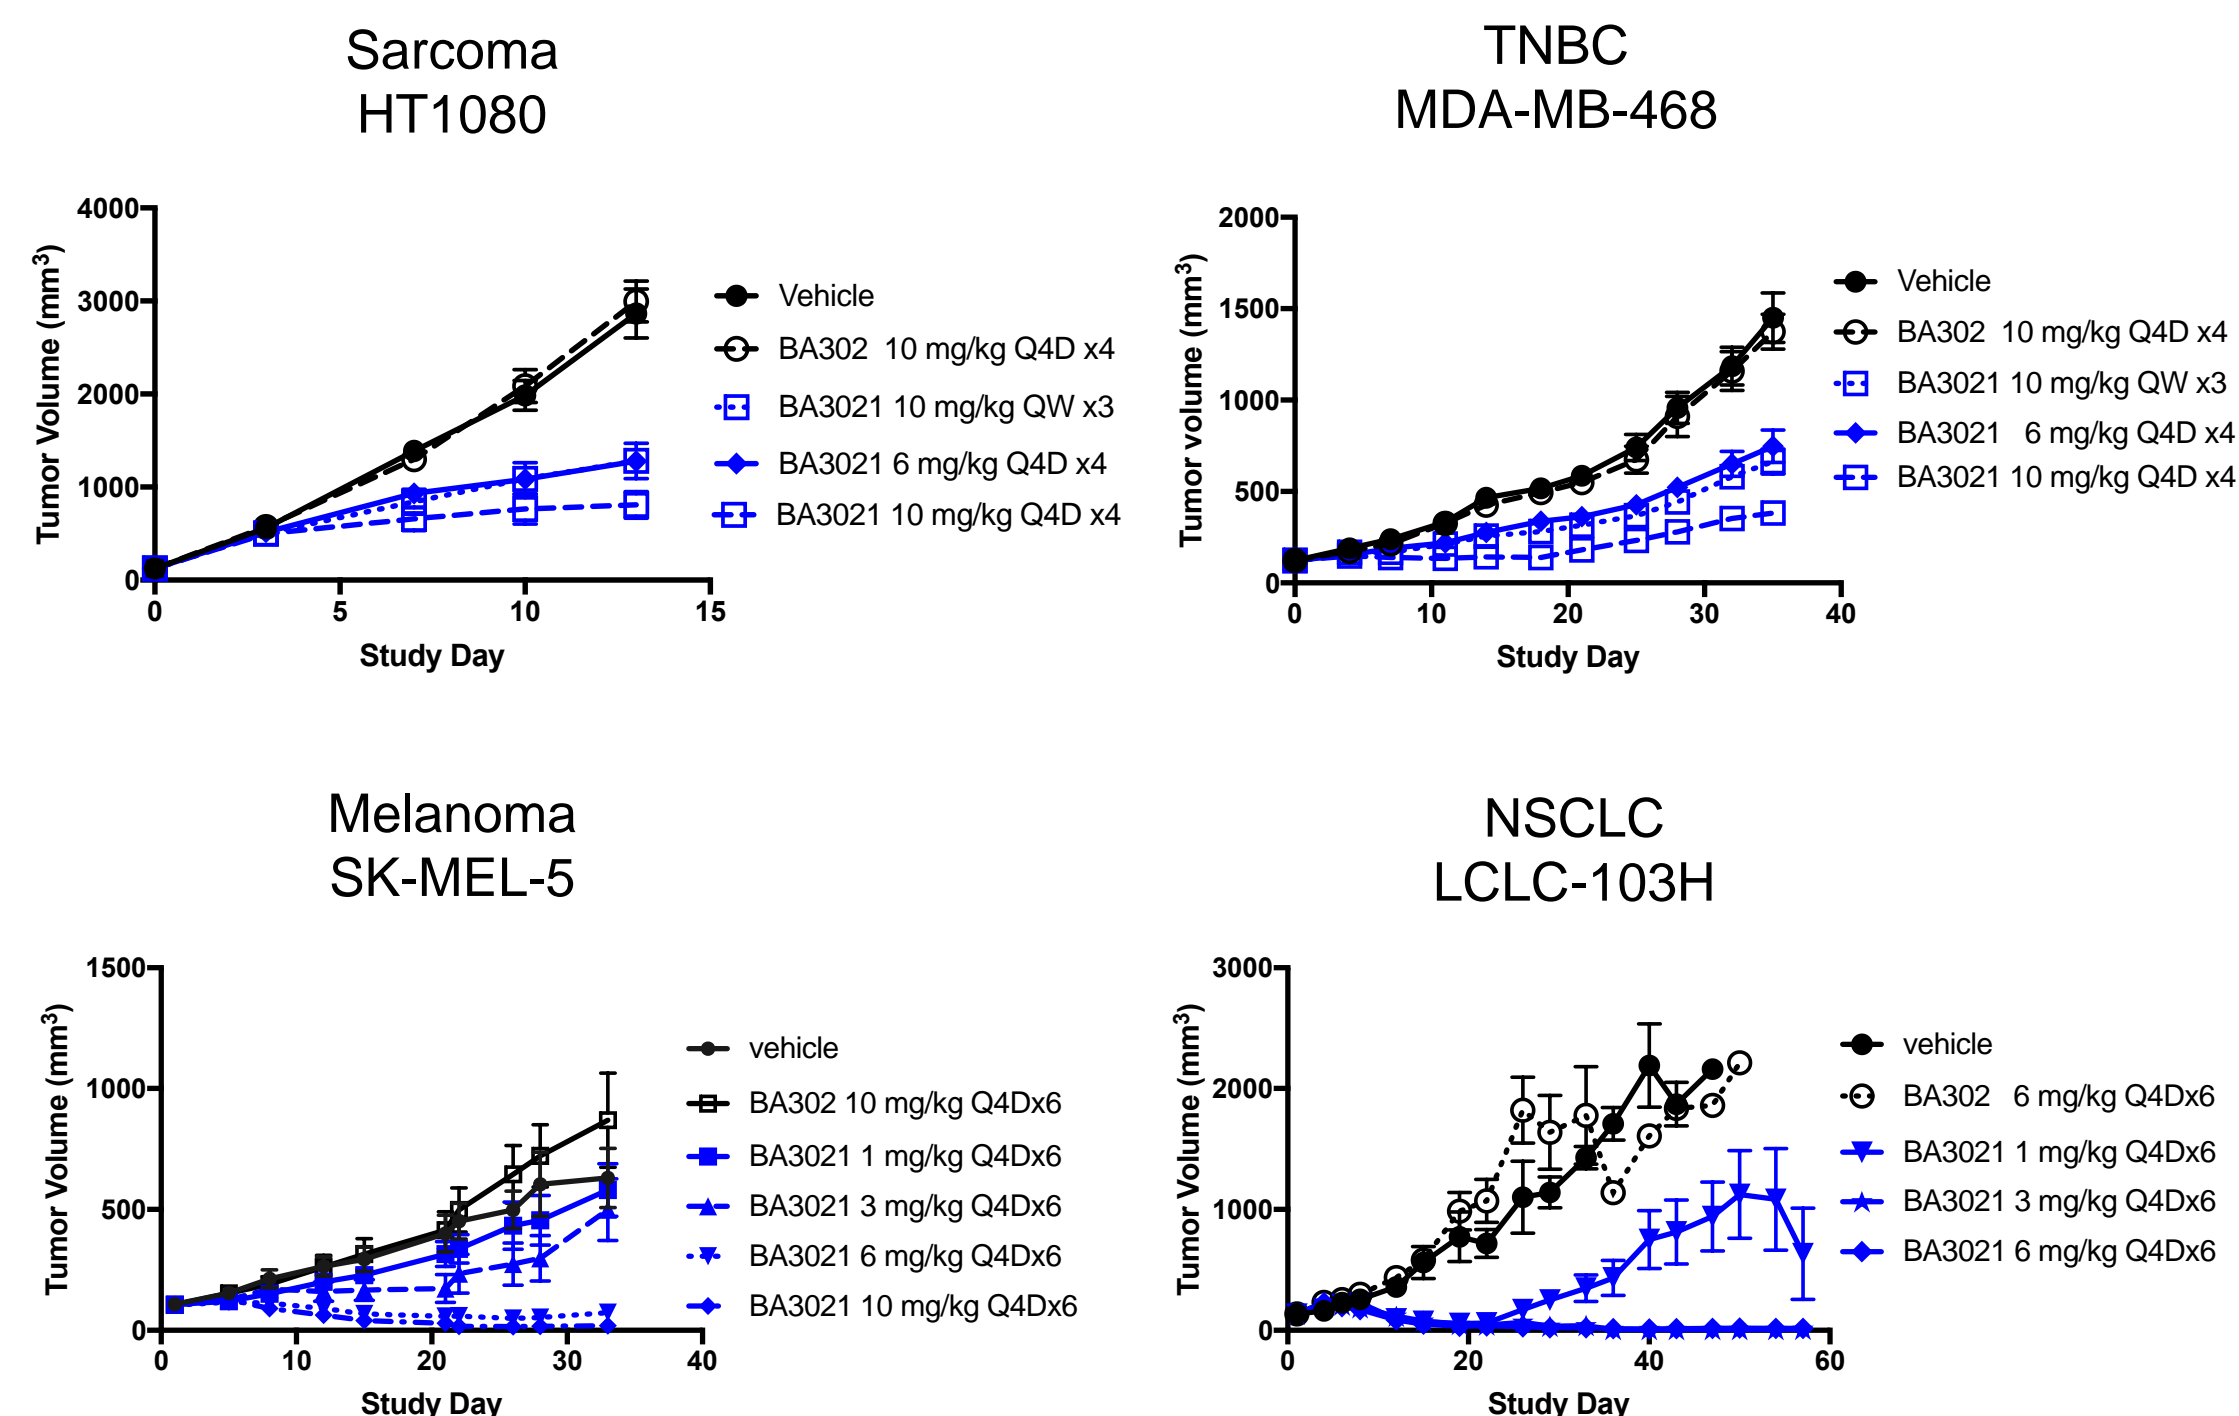 Sarcoma
HT1080
4000
3000
2000
1000
0
Tumor Volume (mm³)
0 5 10 15
Study Day
Vehicle
BA302 10 mg/kg Q4D x4
BA3021 10 mg/kg QW x3
BA3021 6 mg/kg Q4D x4
BA3021 10 mg/kg Q4D x4
TNBC
MDA-MB-468
2000
1500
1000
500
0
Tumor volume (mm³)
0 10 20 30 40
Study Day
Vehicle
BA302 10 mg/kg Q4D x4
BA3021 10 mg/kg QW x3
BA3021 6 mg/kg Q4D x4
BA3021 10 mg/kg Q4D x4
Melanoma
SK-MEL-5
1500
1000
500
0
Tumor Volume (mm³)
0 10 20 30 40
Study Day
vehicle
BA302 10 mg/kg Q4Dx6
BA3021 1 mg/kg Q4Dx6
BA3021 3 mg/kg Q4Dx6
BA3021 6 mg/kg Q4Dx6
BA3021 10 mg/kg Q4Dx6
NSCLC
LCLC-103H
3000
2000
1000
0
Tumor Volume (mm³)
0 20 40 60
Study Day
vehicle
BA302 6 mg/kg Q4Dx6
BA3021 1 mg/kg Q4Dx6
BA3021 3 mg/kg Q4Dx6
BA3021 6 mg/kg Q4Dx6